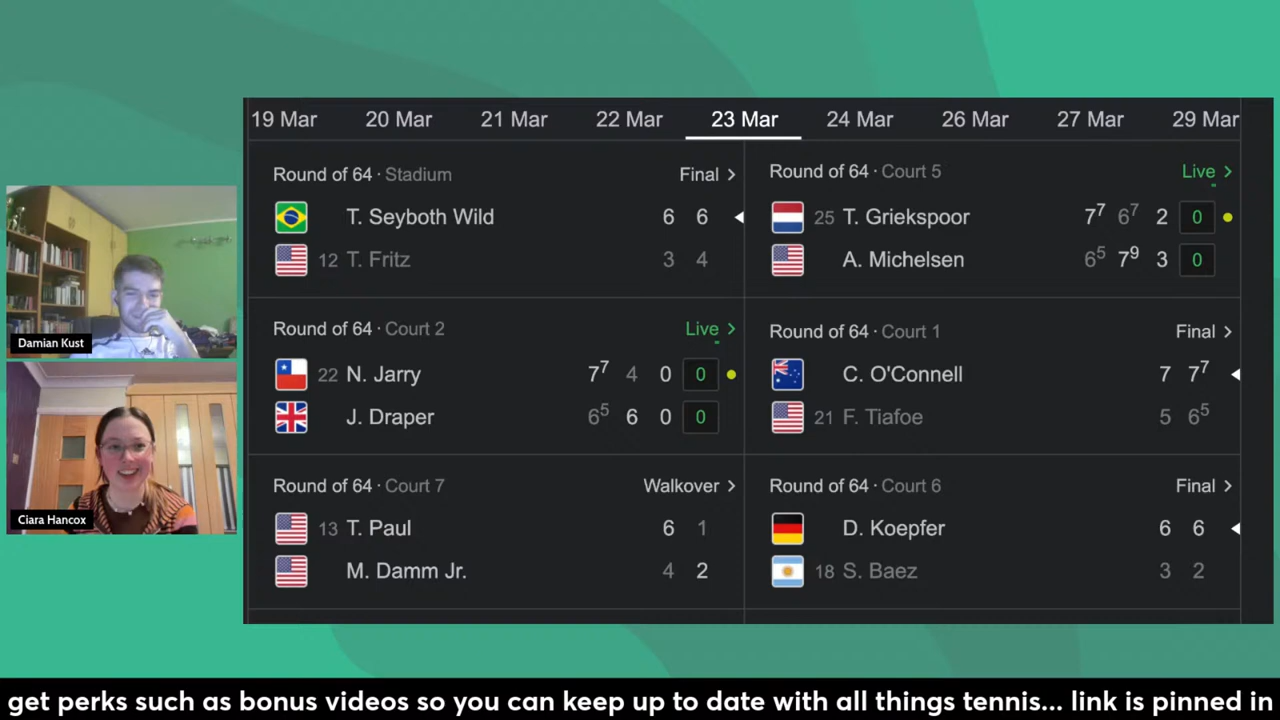 19 Mar 20 Mar 21 Mar 22 Mar 23 Mar 24 Mar 26 Mar 27 Mar 29 Mar
Round of 64 · Stadium Final
T. Seyboth Wild 6 6
12 T. Fritz 3 4
Round of 64 · Court 5 Live
25 T. Griekspoor 7⁷ 6⁷ 2 0
A. Michelsen 6⁵ 7⁹ 3 0
Round of 64 · Court 2 Live
22 N. Jarry 7⁷ 4 0 0
J. Draper 6⁵ 6 0 0
Round of 64 · Court 1 Final
C. O'Connell 7 7⁷
21 F. Tiafoe 5 6⁵
Round of 64 · Court 7 Walkover
13 T. Paul 6 1
M. Damm Jr. 4 2
Round of 64 · Court 6 Final
D. Koepfer 6 6
18 S. Baez 3 2
Damian Kust
Ciara Hancox
get perks such as bonus videos so you can keep up to date with all things tennis... link is pinned in